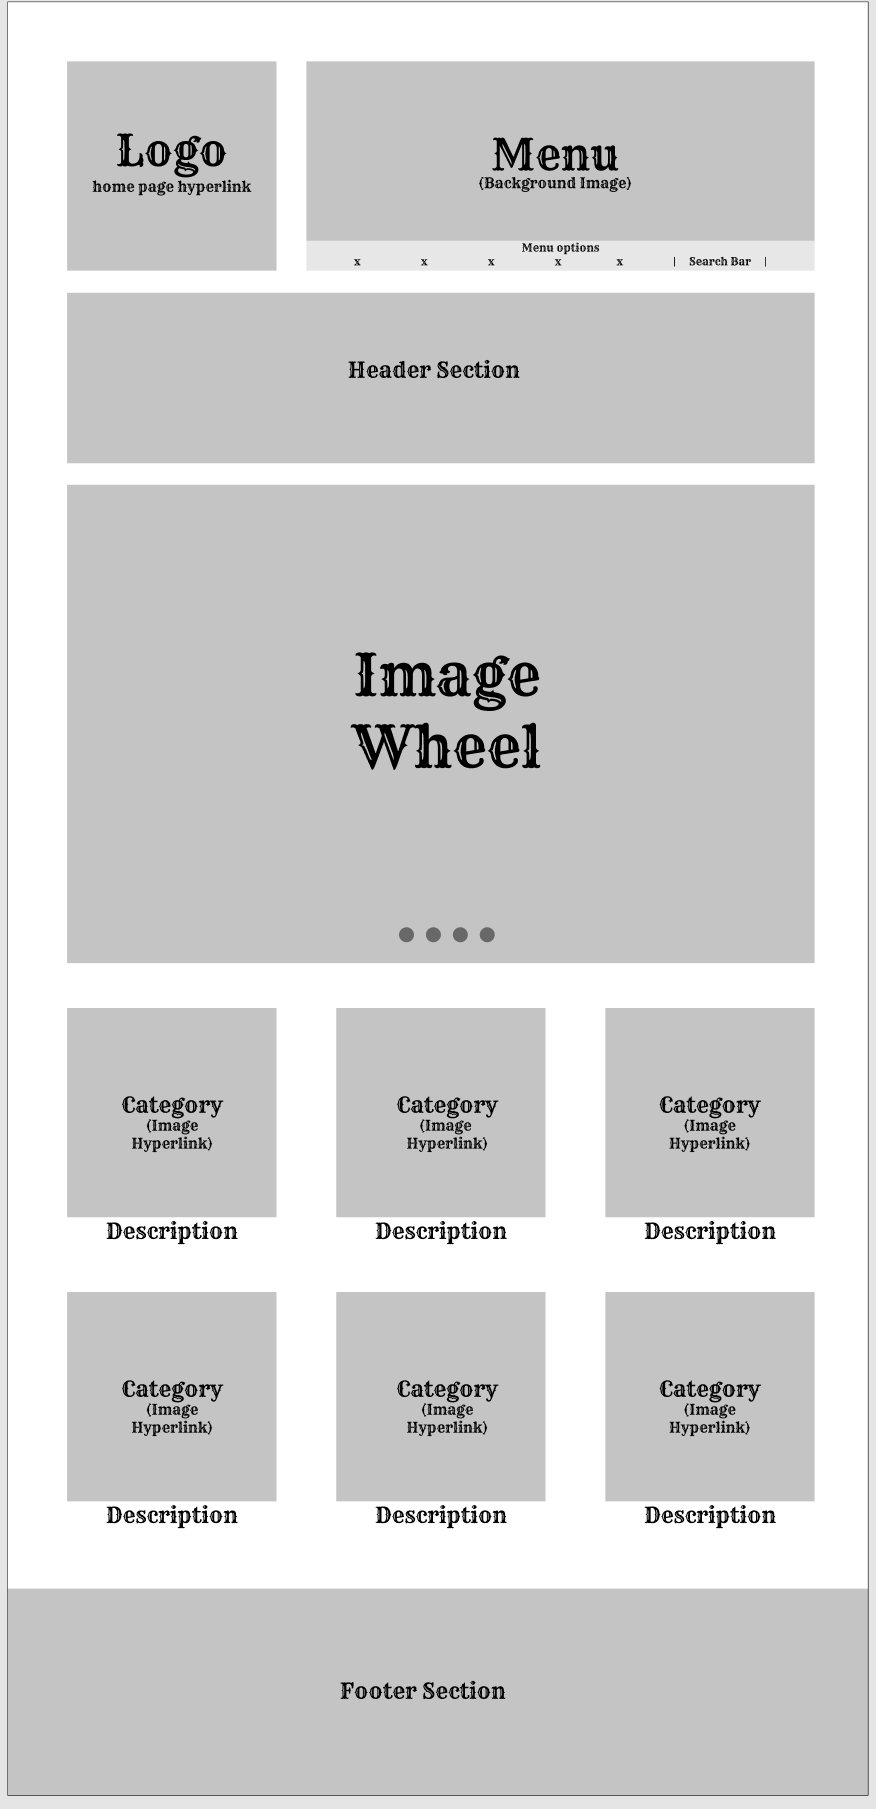 Logo
home page hyperlink
Menu
(Background Image)
Menu options
x x x x x | Search Bar |
Header Section
Image
Wheel
Category Category Category
(Image (Image (Image
Hyperlink) Hyperlink) Hyperlink)
Description Description Description
Category Category Category
(Image (Image (Image
Hyperlink) Hyperlink) Hyperlink)
Description Description Description
Footer Section